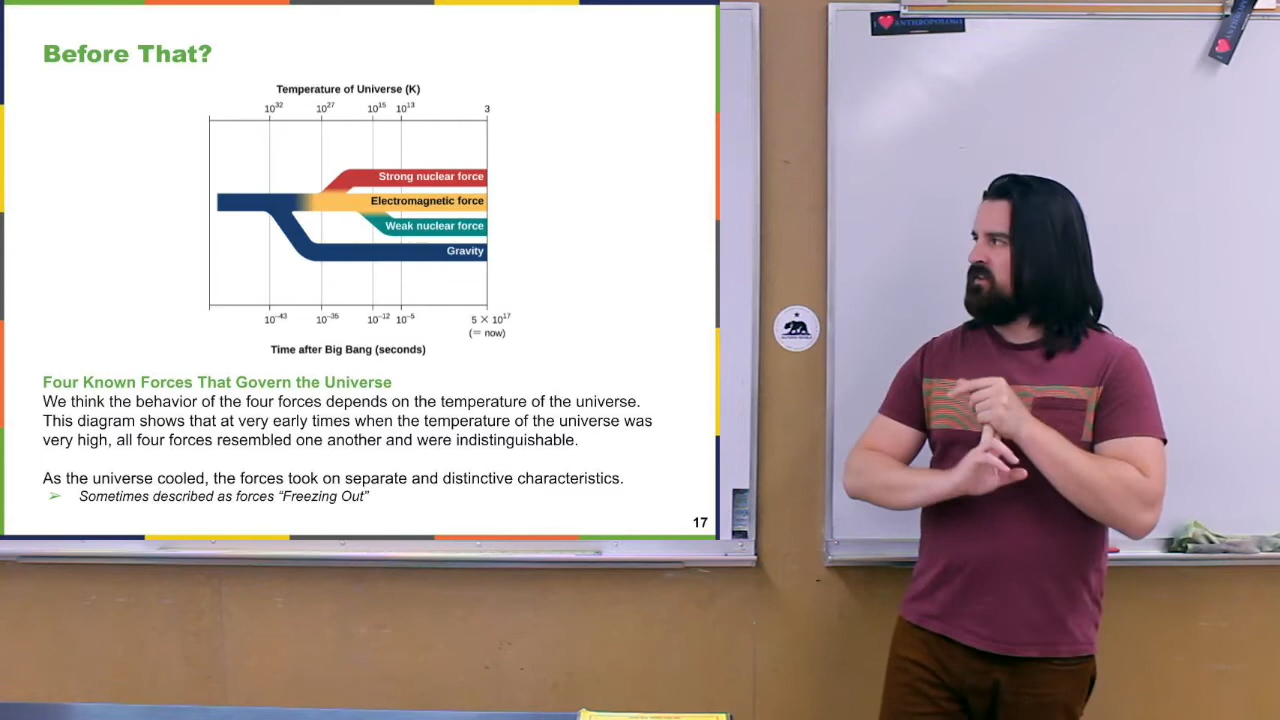 Before That?
Temperature of Universe (K)
10³² 10²⁷ 10¹⁵ 10¹³ 3
Strong nuclear force
Electromagnetic force
Weak nuclear force
Gravity
10⁻⁴³ 10⁻³⁵ 10⁻¹² 10⁻⁵ 5 × 10¹⁷
(= now)
Time after Big Bang (seconds)
Four Known Forces That Govern the Universe
We think the behavior of the four forces depends on the temperature of the universe.
This diagram shows that at very early times when the temperature of the universe was
very high, all four forces resembled one another and were indistinguishable.
As the universe cooled, the forces took on separate and distinctive characteristics.
➢ Sometimes described as forces “Freezing Out”
17
I ❤ ANTHROPOLOGY